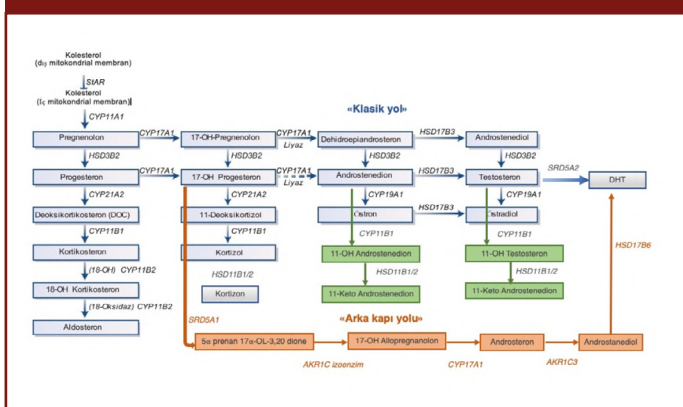 Kolesterol
(dış mitokondrial membran)
StAR
Kolesterol
(İç mitokondrial membran)
CYP11A1
«Klasik yol»
Pregnenolon
CYP17A1
17-OH-Pregnenolon
CYP17A1
Liyaz
Dehidroepiandrosteron
HSD17B3
Androstenediol
HSD3B2
HSD3B2
HSD3B2
HSD3B2
Progesteron
CYP17A1
17-OH Progesteron
CYP17A1
Liyaz
Androstenedion
HSD17B3
Testosteron
SRD5A2
DHT
CYP21A2
CYP21A2
CYP19A1
CYP19A1
Deoksikortikosteron (DOC)
11-Deoksikortizol
Östron
HSD17B3
Östradiol
CYP11B1
CYP11B1
CYP11B1
CYP11B1
HSD17B6
Kortikosteron
Kortizol
11-OH Androstenedion
11-OH Testosteron
(18-OH) CYP11B2
HSD11B1/2
HSD11B1/2
HSD11B1/2
18-OH Kortikosteron
Kortizon
11-Keto Androstenedion
11-Keto Androstenedion
(18-Oksidaz) CYP11B2
Aldosteron
SRD5A1
«Arka kapı yolu»
5α prenan 17α-OL-3,20 dione
17-OH Allopregnanolon
Androsteron
Androstanediol
AKR1C izoenzim
CYP17A1
AKR1C3